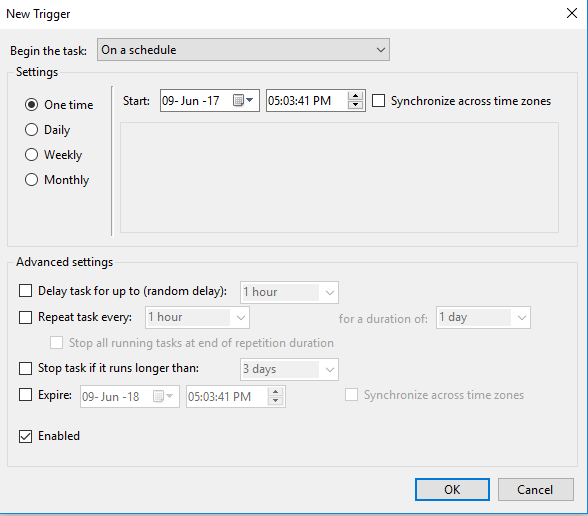 New Trigger
Begin the task: On a schedule
Settings
One time
Start: 09- Jun -17 05:03:41 PM Synchronize across time zones
Daily
Weekly
Monthly
Advanced settings
Delay task for up to (random delay): 1 hour
Repeat task every: 1 hour for a duration of: 1 day
Stop all running tasks at end of repetition duration
Stop task if it runs longer than: 3 days
Expire: 09- Jun -18 05:03:41 PM Synchronize across time zones
Enabled
OK Cancel